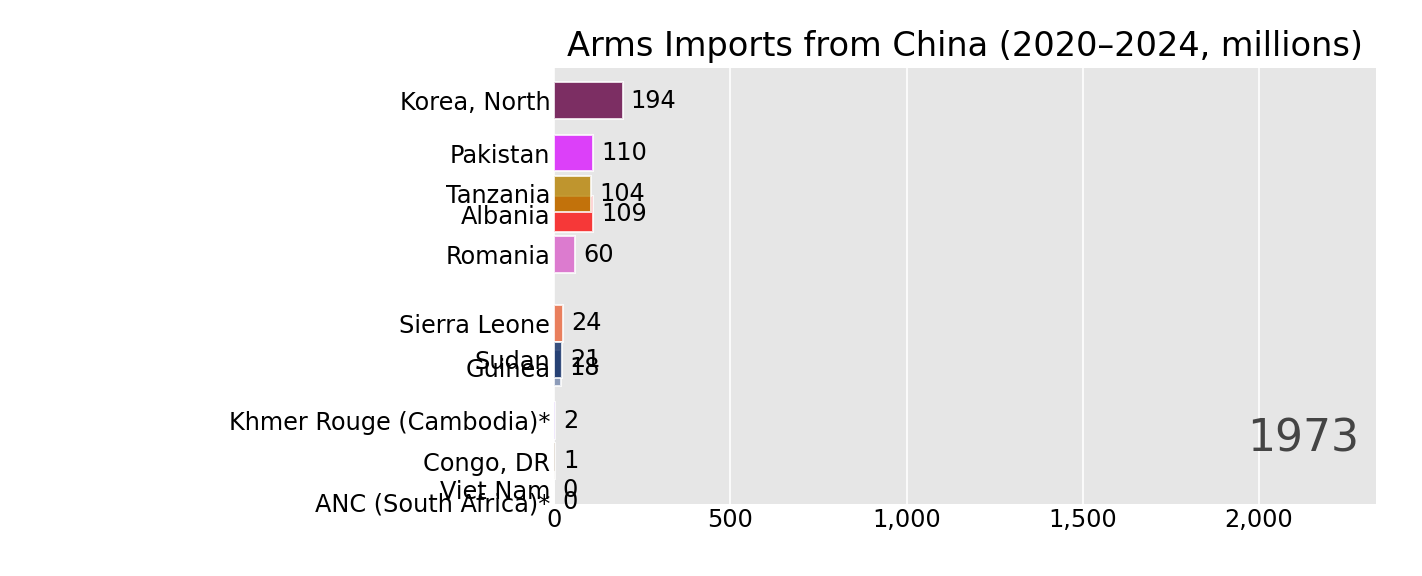 Arms Imports from China (2020–2024, millions)
Korea, North 194
Pakistan 110
Tanzania 104
Albania 109
Romania 60
Sierra Leone 24
Sudan 21
Guinea 18
Khmer Rouge (Cambodia)* 2
1973
Congo, DR 1
Viet Nam 0
ANC (South Africa)* 0
0 500 1,000 1,500 2,000